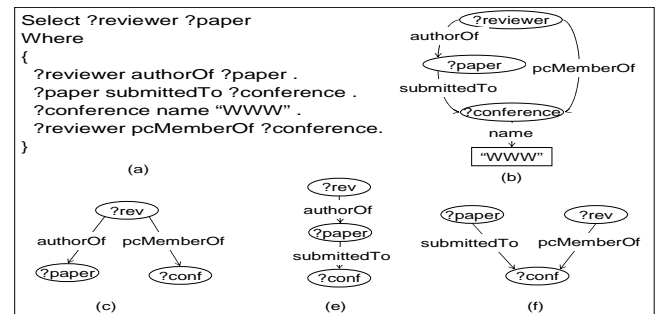 Select ?reviewer ?paper
Where
{
?reviewer authorOf ?paper .
?paper submittedTo ?conference .
?conference name “WWW” .
?reviewer pcMemberOf ?conference.
}
(a)
?reviewer
authorOf
?paper
pcMemberOf
submittedTo
?conference
name
“WWW”
(b)
?rev
authorOf pcMemberOf
?paper ?conf
(c)
?rev
authorOf
?paper
submittedTo
?conf
(e)
?paper ?rev
submittedTo pcMemberOf
?conf
(f)